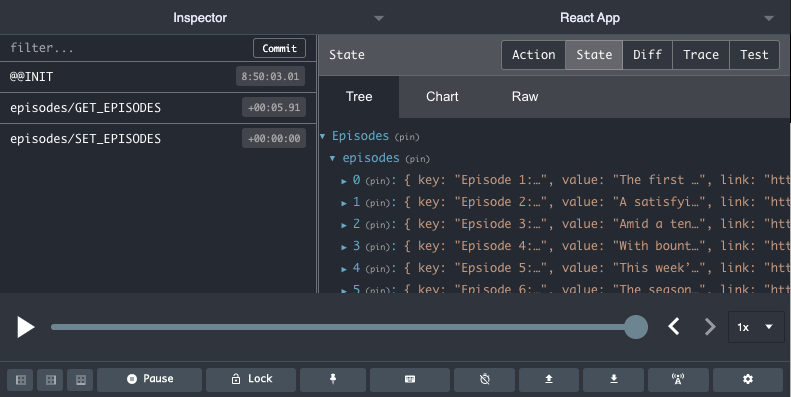 Inspector
React App
filter...
Commit
@@INIT
8:50:03.01
episodes/GET_EPISODES
+00:05.91
episodes/SET_EPISODES
+00:00:00
State
Action
State
Diff
Trace
Test
Tree
Chart
Raw
Episodes (pin)
episodes (pin)
0 (pin): { key: "Episode 1:…", value: "The first …", link: "htt
1 (pin): { key: "Episode 2:…", value: "A satisfyi…", link: "htt
2 (pin): { key: "Epsiode 3:…", value: "Amid a ten…", link: "htt
3 (pin): { key: "Episode 4:…", value: "With bount…", link: "htt
4 (pin): { key: "Epsiode 5:…", value: "This week’…", link: "htt
5 (pin): { key: "Episode 6:…", value: "The season…", link: "htt
1x
Pause
Lock